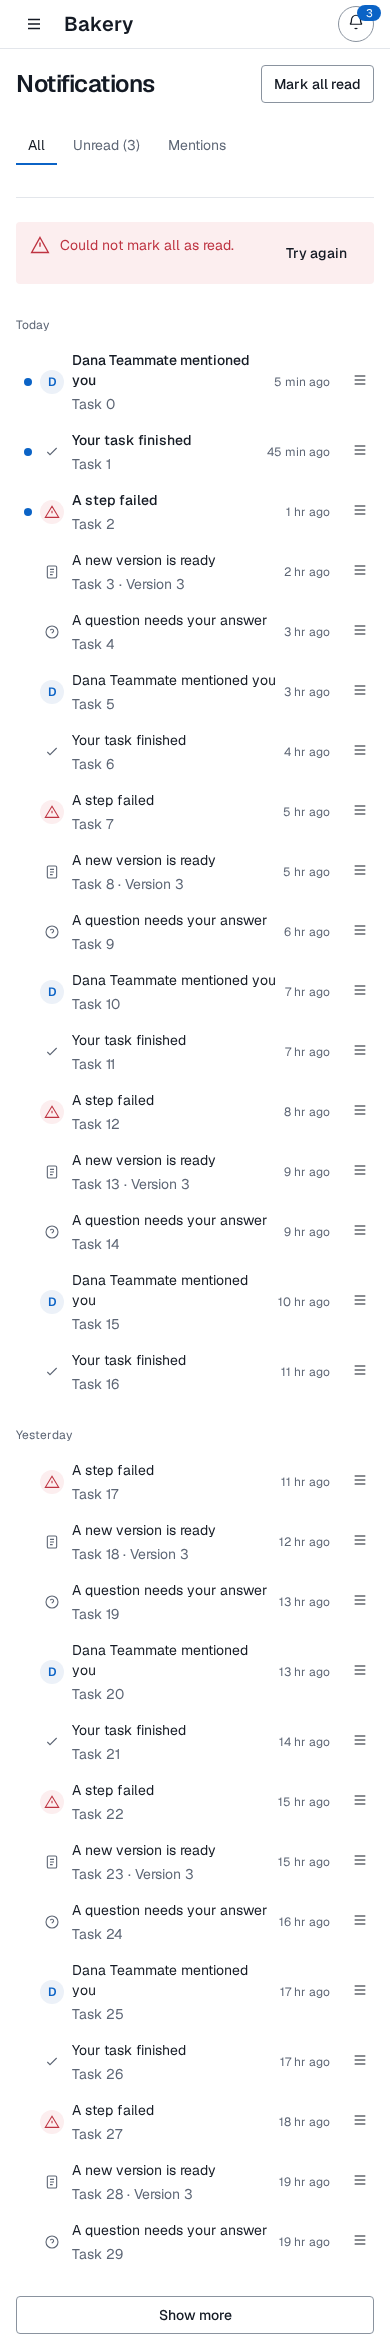 Bakery
3
Notifications
Mark all read
All
Unread (3)
Mentions
Could not mark all as read.
Try again
Today
D
Dana Teammate mentioned
you
5 min ago
Task 0
Your task finished
45 min ago
Task 1
A step failed
1 hr ago
Task 2
A new version is ready
2 hr ago
Task 3 · Version 3
A question needs your answer
3 hr ago
Task 4
D
Dana Teammate mentioned you
3 hr ago
Task 5
Your task finished
4 hr ago
Task 6
A step failed
5 hr ago
Task 7
A new version is ready
5 hr ago
Task 8 · Version 3
A question needs your answer
6 hr ago
Task 9
D
Dana Teammate mentioned you
7 hr ago
Task 10
Your task finished
7 hr ago
Task 11
A step failed
8 hr ago
Task 12
A new version is ready
9 hr ago
Task 13 · Version 3
A question needs your answer
9 hr ago
Task 14
D
Dana Teammate mentioned
you
10 hr ago
Task 15
Your task finished
11 hr ago
Task 16
Yesterday
A step failed
11 hr ago
Task 17
A new version is ready
12 hr ago
Task 18 · Version 3
A question needs your answer
13 hr ago
Task 19
D
Dana Teammate mentioned
you
13 hr ago
Task 20
Your task finished
14 hr ago
Task 21
A step failed
15 hr ago
Task 22
A new version is ready
15 hr ago
Task 23 · Version 3
A question needs your answer
16 hr ago
Task 24
D
Dana Teammate mentioned
you
17 hr ago
Task 25
Your task finished
17 hr ago
Task 26
A step failed
18 hr ago
Task 27
A new version is ready
19 hr ago
Task 28 · Version 3
A question needs your answer
19 hr ago
Task 29
Show more